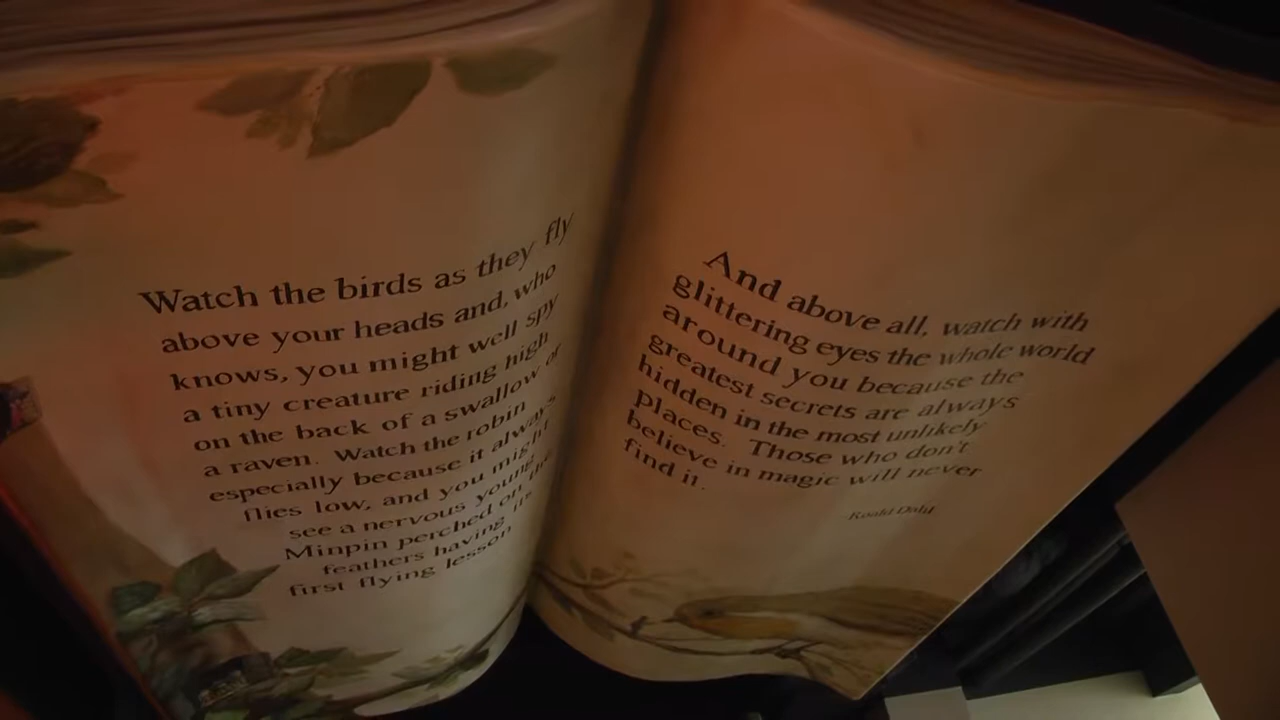 Watch the birds as they fly
above your heads and, who
knows, you might well spy
a tiny creature riding high
on the back of a swallow or
a raven. Watch the robin
especially because it always
flies low, and you might
see a nervous young
Minpin perched on the
feathers having its
first flying lesson
And above all, watch with
glittering eyes the whole world
around you because the
greatest secrets are always
hidden in the most unlikely
places. Those who don't
believe in magic will never
find it.
-Roald Dahl